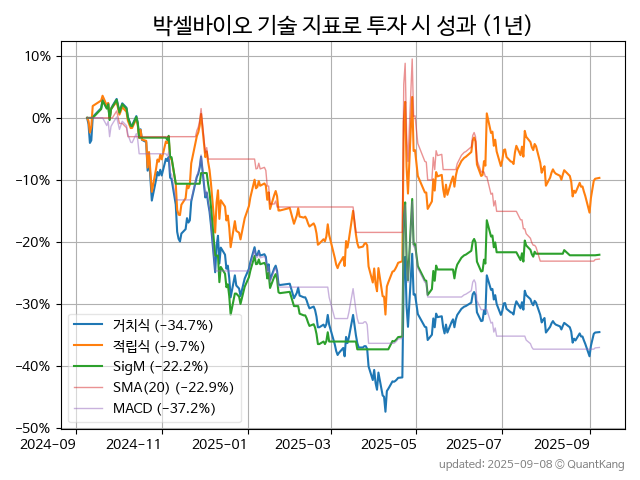 박셀바이오 기술 지표로 투자 시 성과 (1년)
10%
0%
−10%
−20%
−30%
−40%
−50%
거치식 (−34.7%)
적립식 (−9.7%)
SigM (−22.2%)
SMA(20) (−22.9%)
MACD (−37.2%)
2024-09 2024-11 2025-01 2025-03 2025-05 2025-07 2025-09
updated: 2025-09-08 © QuantKang